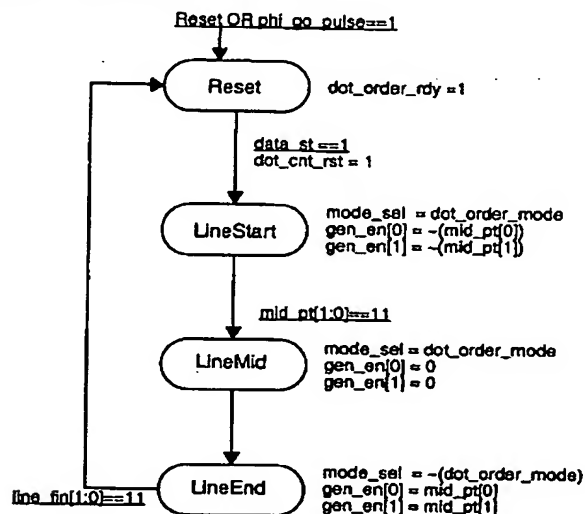 Reset OR phi_go_pulse==1
Reset
dot_order_rdy = 1
data_st==1
dot_cnt_rst = 1
LineStart
mode_sel = dot_order_mode
gen_en[0] = ~(mid_pt[0])
gen_en[1] = ~(mid_pt[1])
mid_pt[1:0]==11
LineMid
mode_sel = dot_order_mode
gen_en[0] = 0
gen_en[1] = 0
LineEnd
mode_sel = ~(dot_order_mode)
gen_en[0] = mid_pt[0]
gen_en[1] = mid_pt[1]
line_fin[1:0]==11